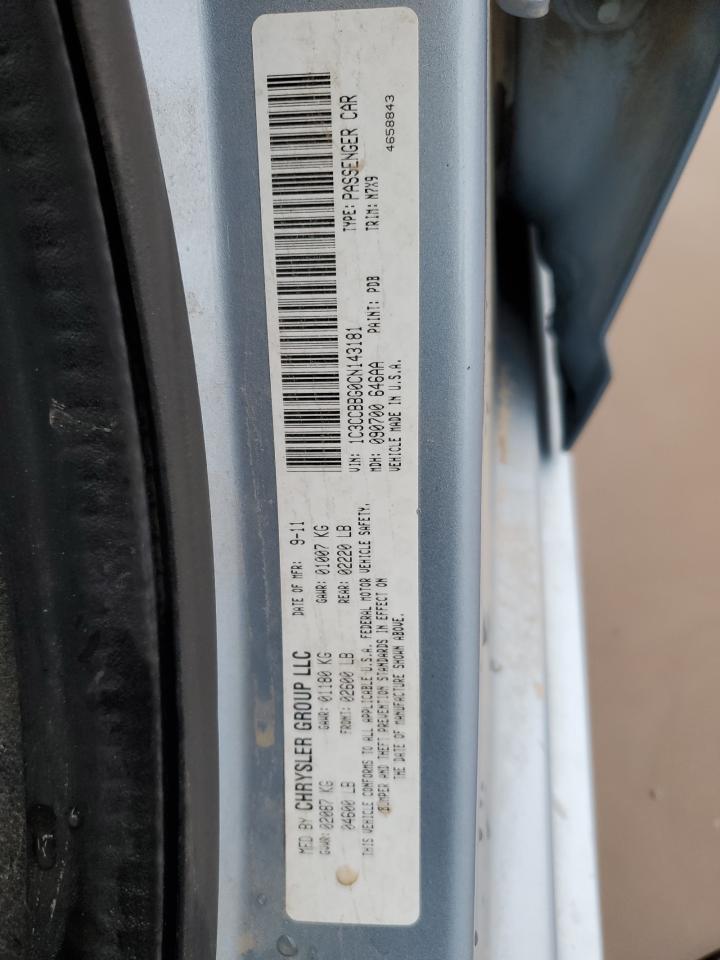 MFD BY CHRYSLER GROUP LLC DATE OF MFR: 9-11
GVWR: 02087 KG GAWR: 01180 KG GAWR: 01007 KG
04600 LB FRONT: 02600 LB REAR: 02220 LB
THIS VEHICLE CONFORMS TO ALL APPLICABLE U.S.A. FEDERAL MOTOR VEHICLE SAFETY,
BUMPER AND THEFT PREVENTION STANDARDS IN EFFECT ON
THE DATE OF MANUFACTURE SHOWN ABOVE.
VIN: 1C3CCBBG0CN143181 TYPE: PASSENGER CAR
MDH: 090700 646AA PAINT: PDB TRIM: N7X9
VEHICLE MADE IN U.S.A. 4658843